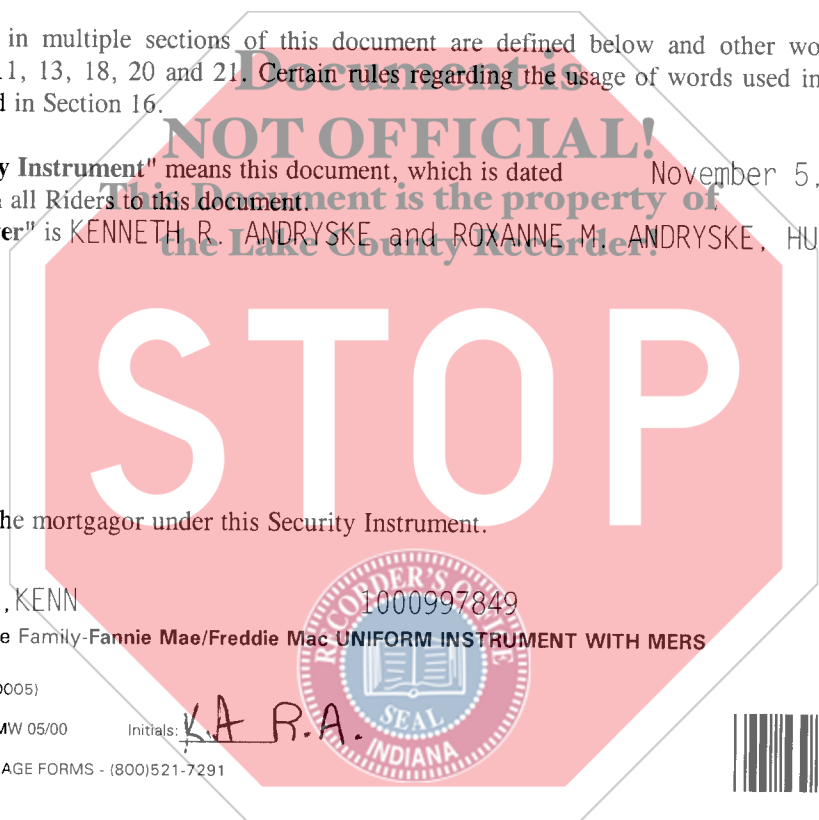 in multiple sections of this document are defined below and other wo
11, 13, 18, 20 and 21. Certain rules regarding the usage of words used in
d in Section 16.
Document is
NOT OFFICIAL!
This Document is the property of
the Lake County Recorder!
y Instrument" means this document, which is dated November 5,
all Riders to this document.
er" is KENNETH R. ANDRYSKE and ROXANNE M. ANDRYSKE, HU
STOP
he mortgagor under this Security Instrument.
,KENN 1000997849
e Family-Fannie Mae/Freddie Mac UNIFORM INSTRUMENT WITH MERS
0005)
MW 05/00 Initials: K.A R.A.
AGE FORMS - (800)521-7291
RECORDER'S OFFICE
SEAL
INDIANA